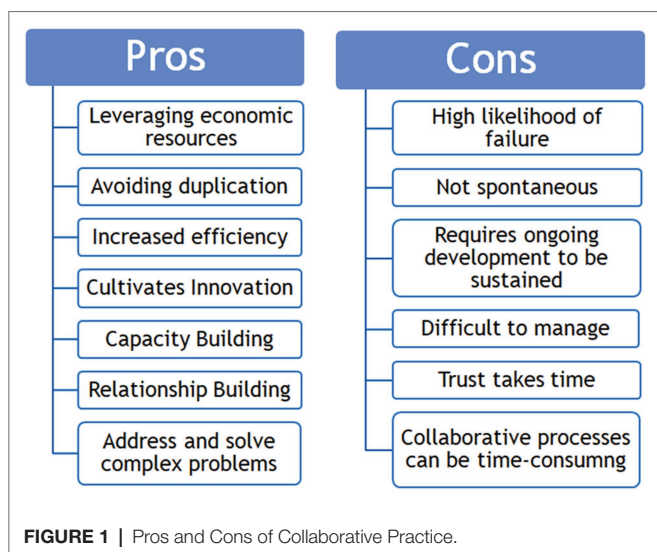 Pros
Leveraging economic
resources
Avoiding duplication
Increased efficiency
Cultivates Innovation
Capacity Building
Relationship Building
Address and solve
complex problems
Cons
High likelihood of
failure
Not spontaneous
Requires ongoing
development to be
sustained
Difficult to manage
Trust takes time
Collaborative processes
can be time-consumng
FIGURE 1 | Pros and Cons of Collaborative Practice.